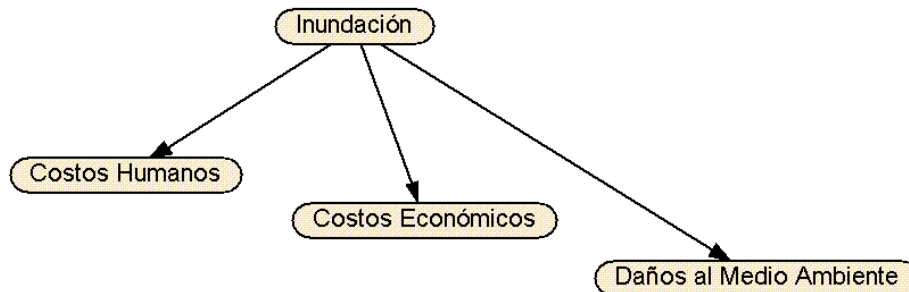 Inundación
Costos Humanos
Costos Económicos
Daños al Medio Ambiente